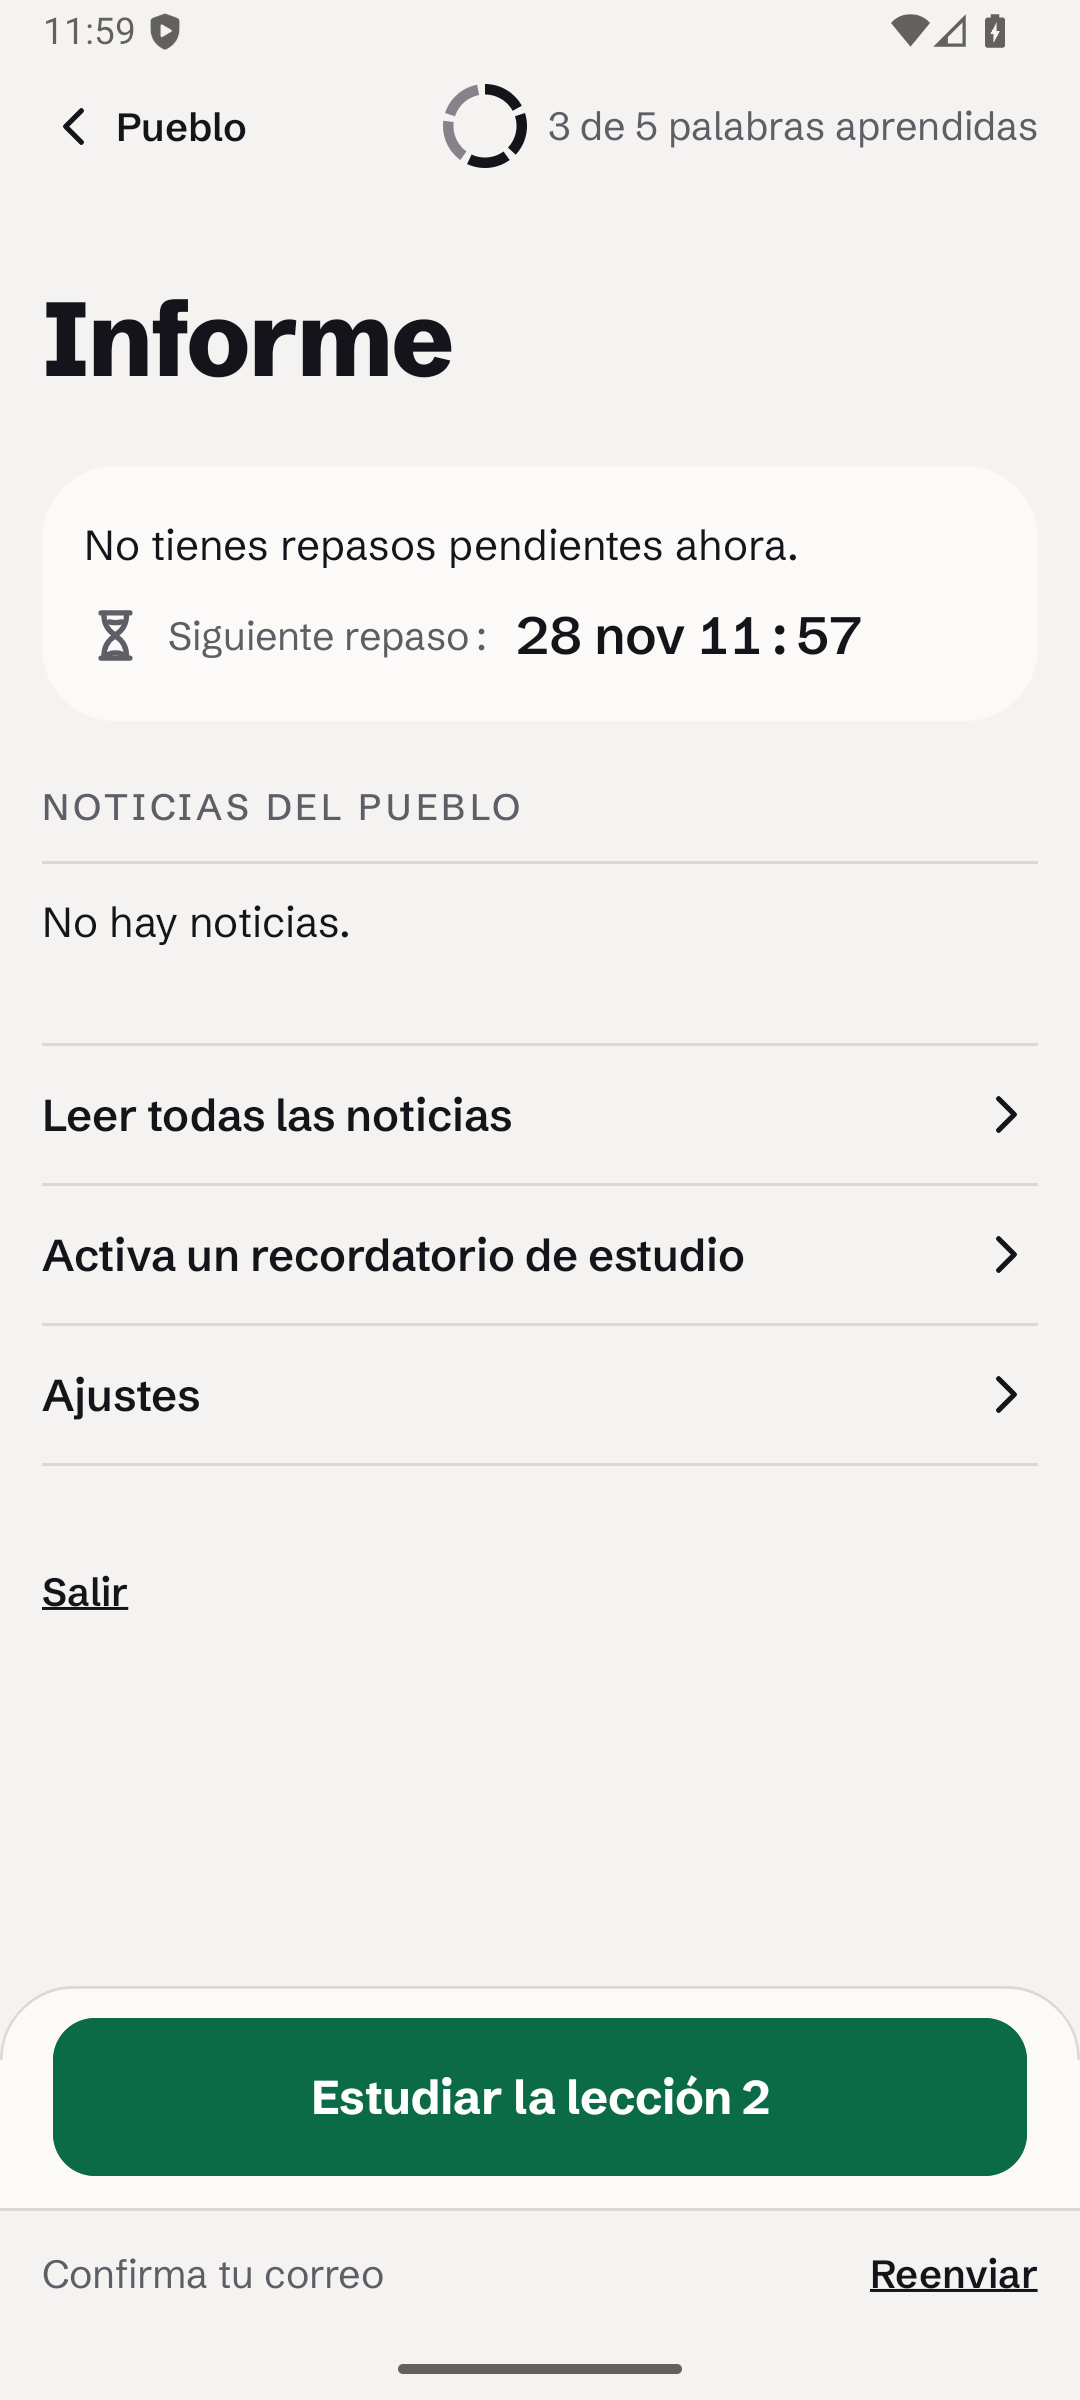 11:59
Pueblo
3 de 5 palabras aprendidas
Informe
No tienes repasos pendientes ahora.
Siguiente repaso: 28 nov 11:57
NOTICIAS DEL PUEBLO
No hay noticias.
Leer todas las noticias
Activa un recordatorio de estudio
Ajustes
Salir
Estudiar la lección 2
Confirma tu correo
Reenviar